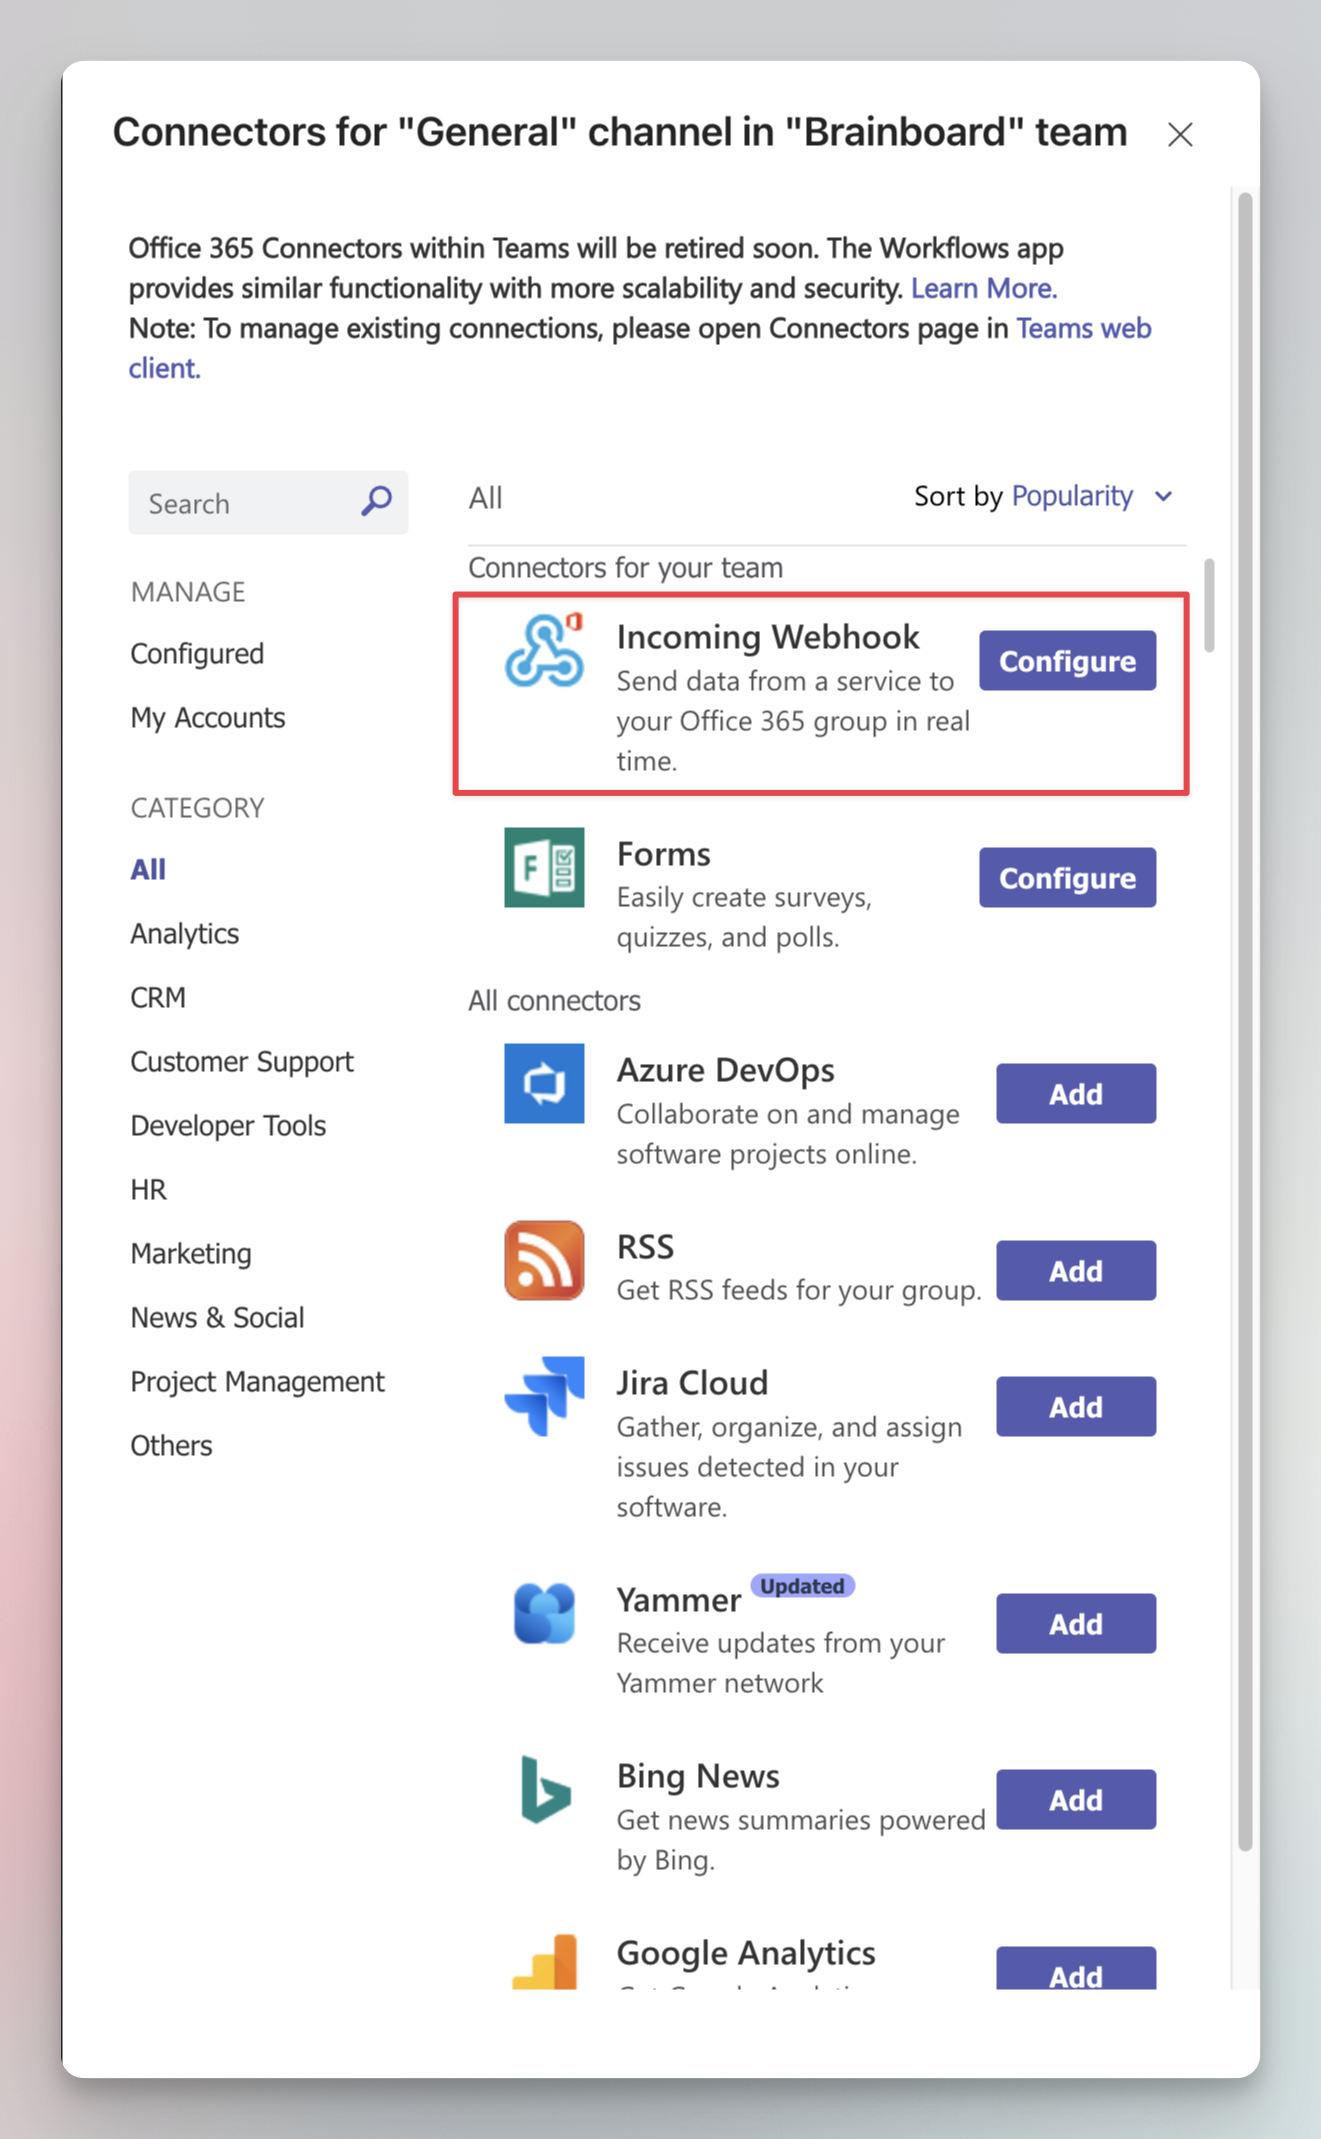 Connectors for "General" channel in "Brainboard" team
Office 365 Connectors within Teams will be retired soon. The Workflows app
provides similar functionality with more scalability and security. Learn More.
Note: To manage existing connections, please open Connectors page in Teams web
client.
Search
MANAGE
Configured
My Accounts
CATEGORY
All
Analytics
CRM
Customer Support
Developer Tools
HR
Marketing
News & Social
Project Management
Others
All
Sort by Popularity
Connectors for your team
Incoming Webhook
Send data from a service to
your Office 365 group in real
time.
Configure
F
Forms
Easily create surveys,
quizzes, and polls.
Configure
All connectors
Azure DevOps
Collaborate on and manage
software projects online.
Add
RSS
Get RSS feeds for your group.
Add
Jira Cloud
Gather, organize, and assign
issues detected in your
software.
Add
Yammer Updated
Receive updates from your
Yammer network
Add
Bing News
Get news summaries powered
by Bing.
Add
Google Analytics
Add